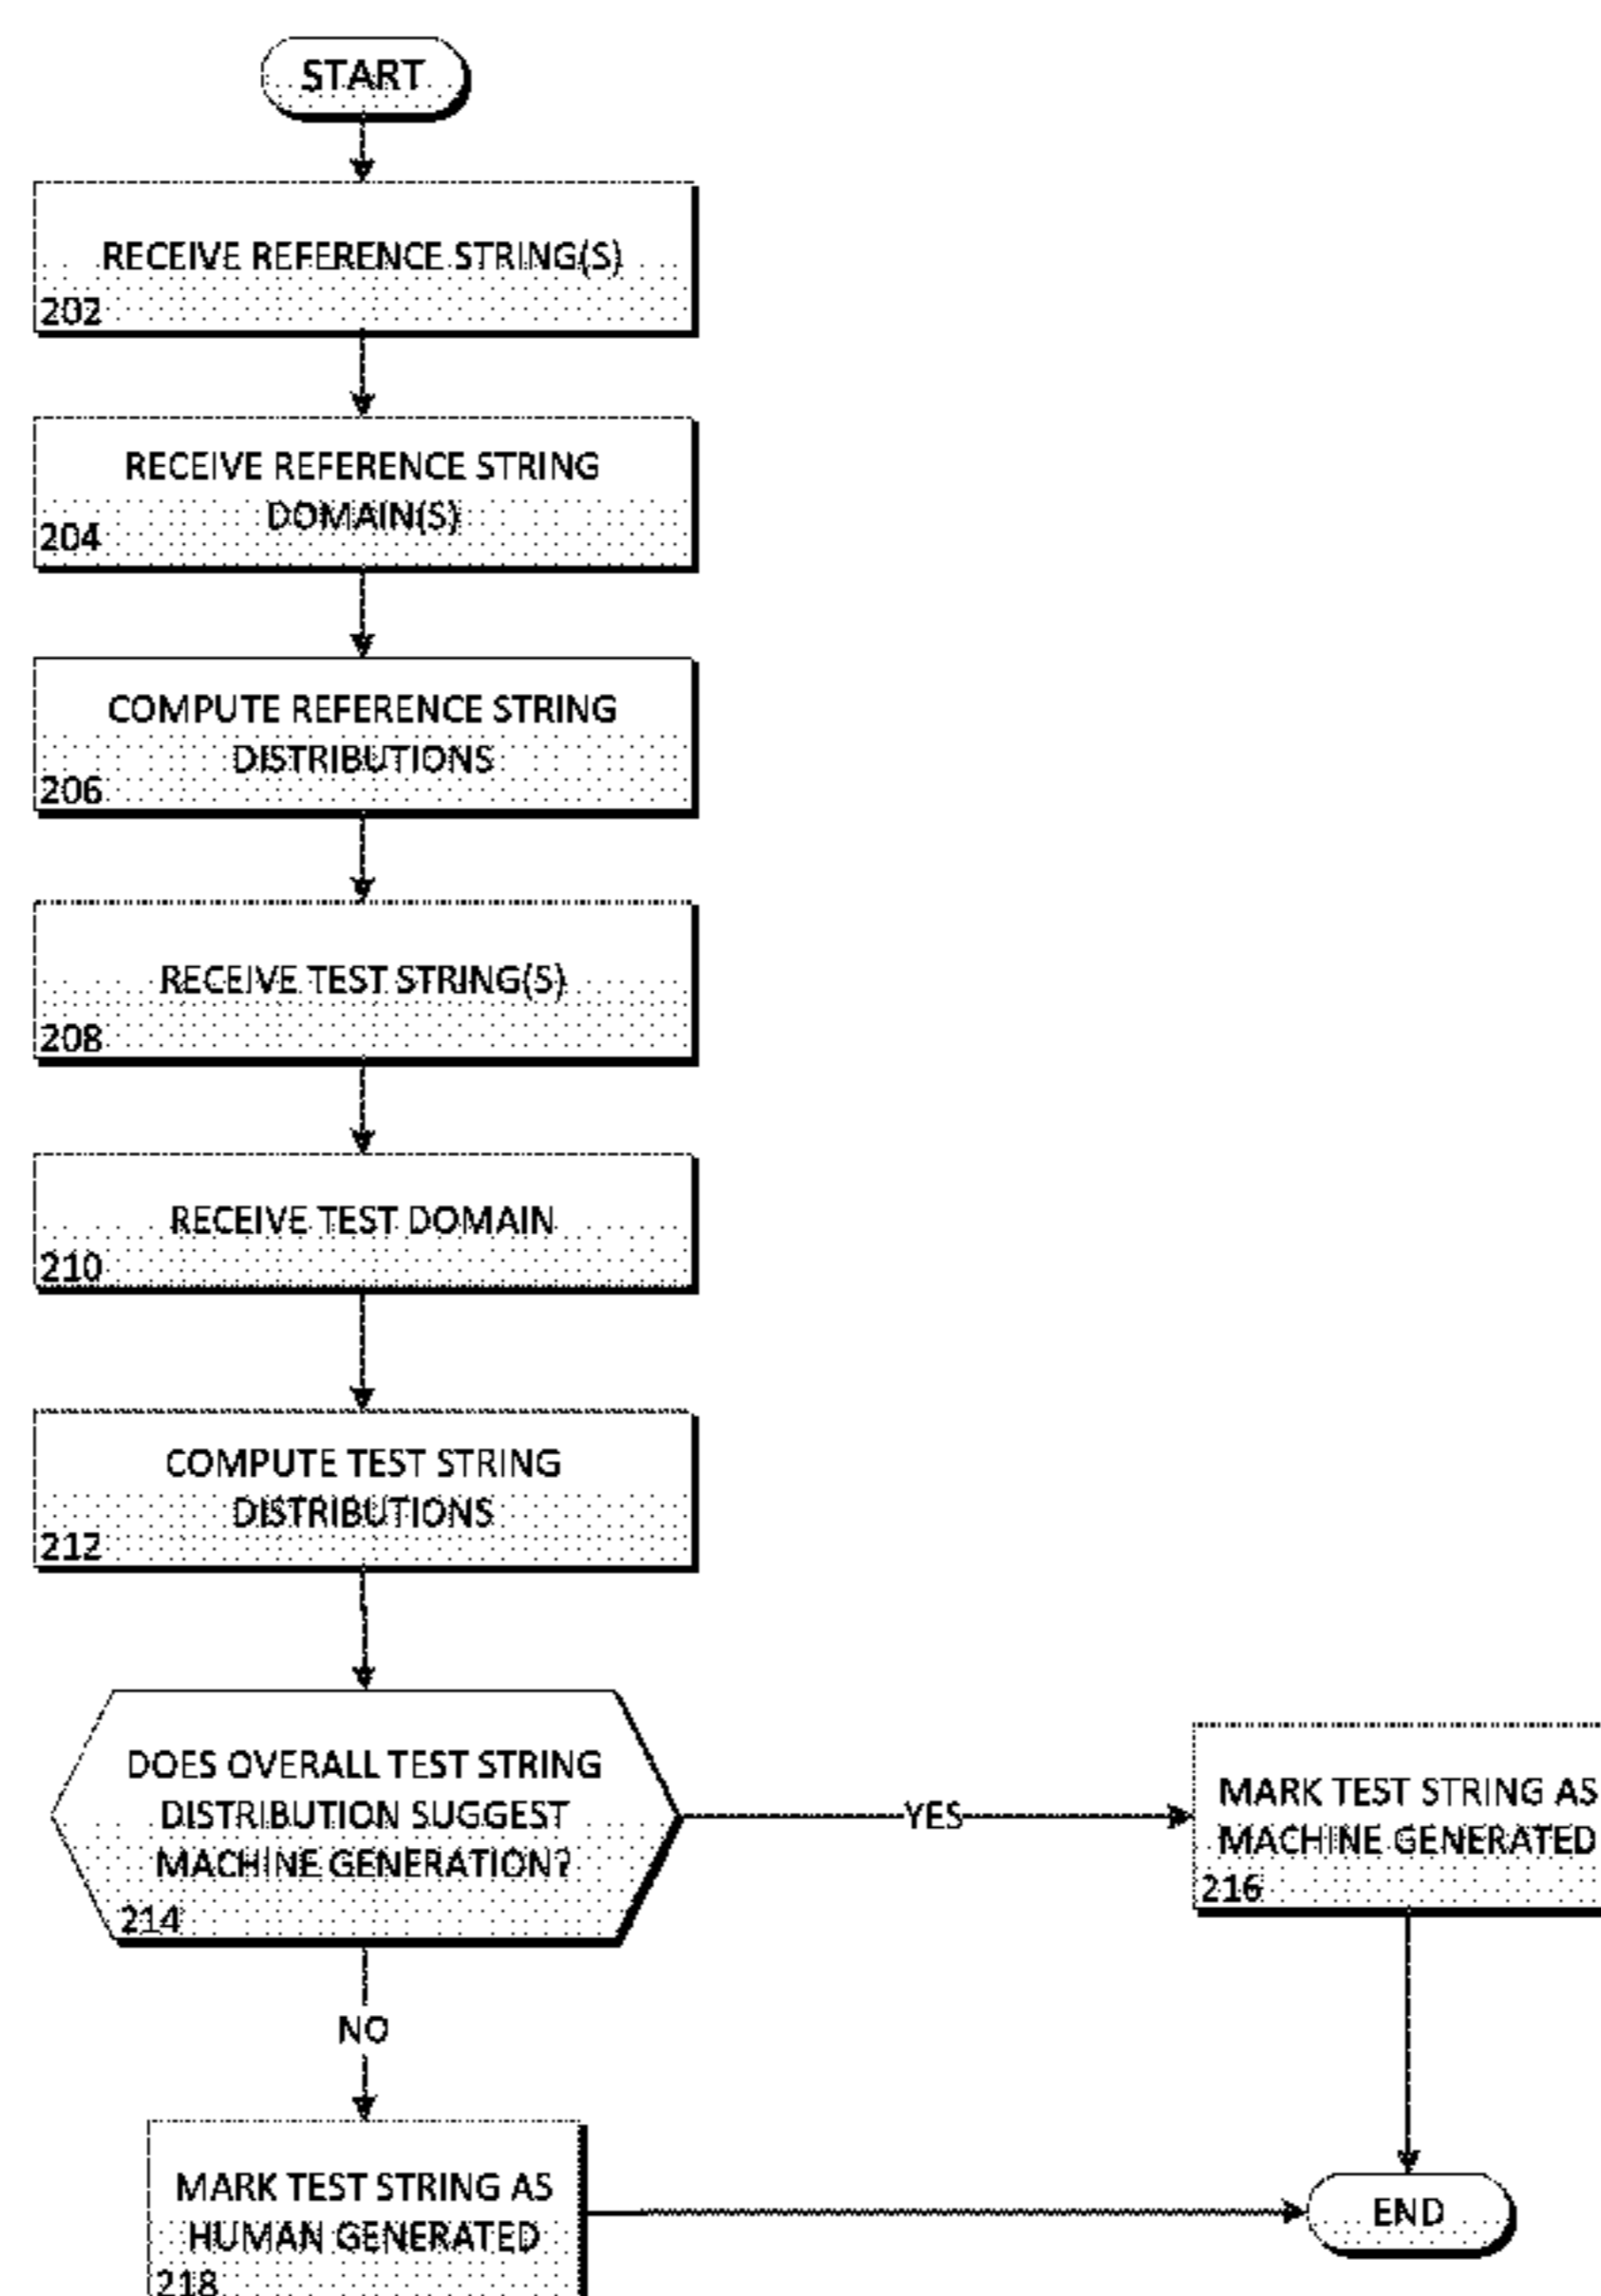 START
RECEIVE REFERENCE STRING(S)
202
RECEIVE REFERENCE STRING
DOMAIN(S)
204
COMPUTE REFERENCE STRING
DISTRIBUTIONS
206
RECEIVE TEST STRING(S)
208
RECEIVE TEST DOMAIN
210
COMPUTE TEST STRING
DISTRIBUTIONS
212
DOES OVERALL TEST STRING
DISTRIBUTION SUGGEST
MACHINE GENERATION?
214
YES
MARK TEST STRING AS
MACHINE GENERATED
216
NO
MARK TEST STRING AS
HUMAN GENERATED
218
END